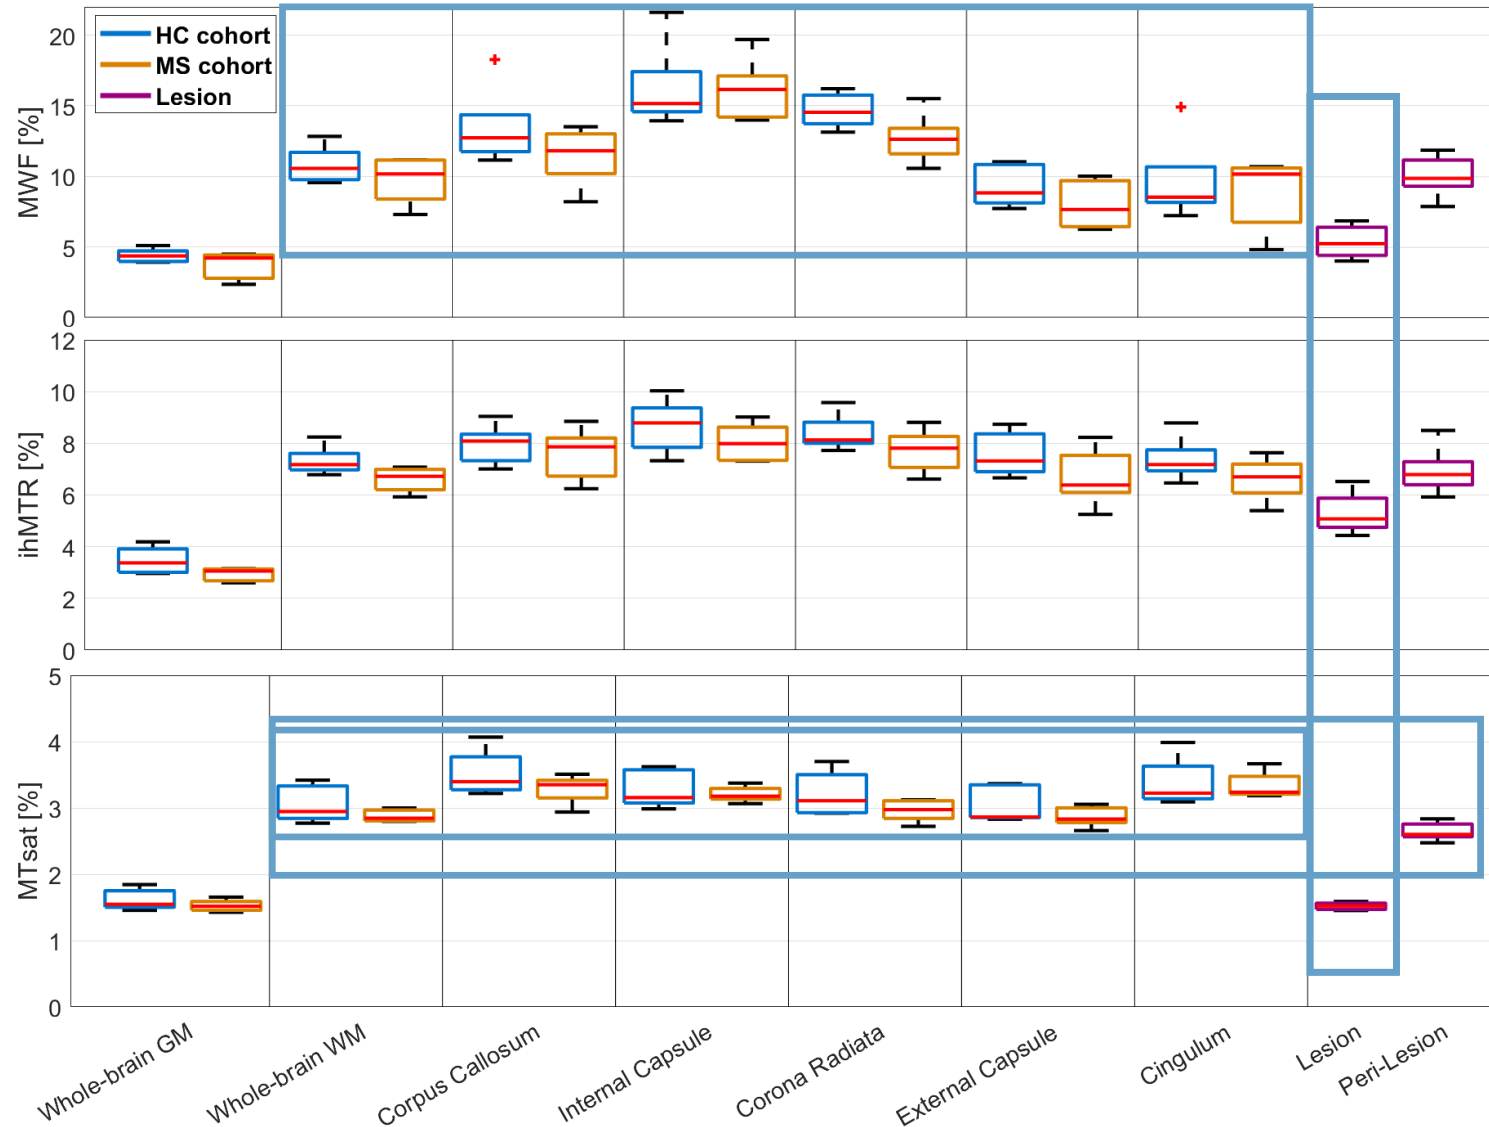 HC cohort
MS cohort
Lesion
MWF [%]
20
15
10
5
0
ihMTR [%]
12
10
8
6
4
2
0
MTsat [%]
5
4
3
2
1
0
Whole-brain GM
Whole-brain WM
Corpus Callosum
Internal Capsule
Corona Radiata
External Capsule
Cingulum
Lesion
Peri-Lesion